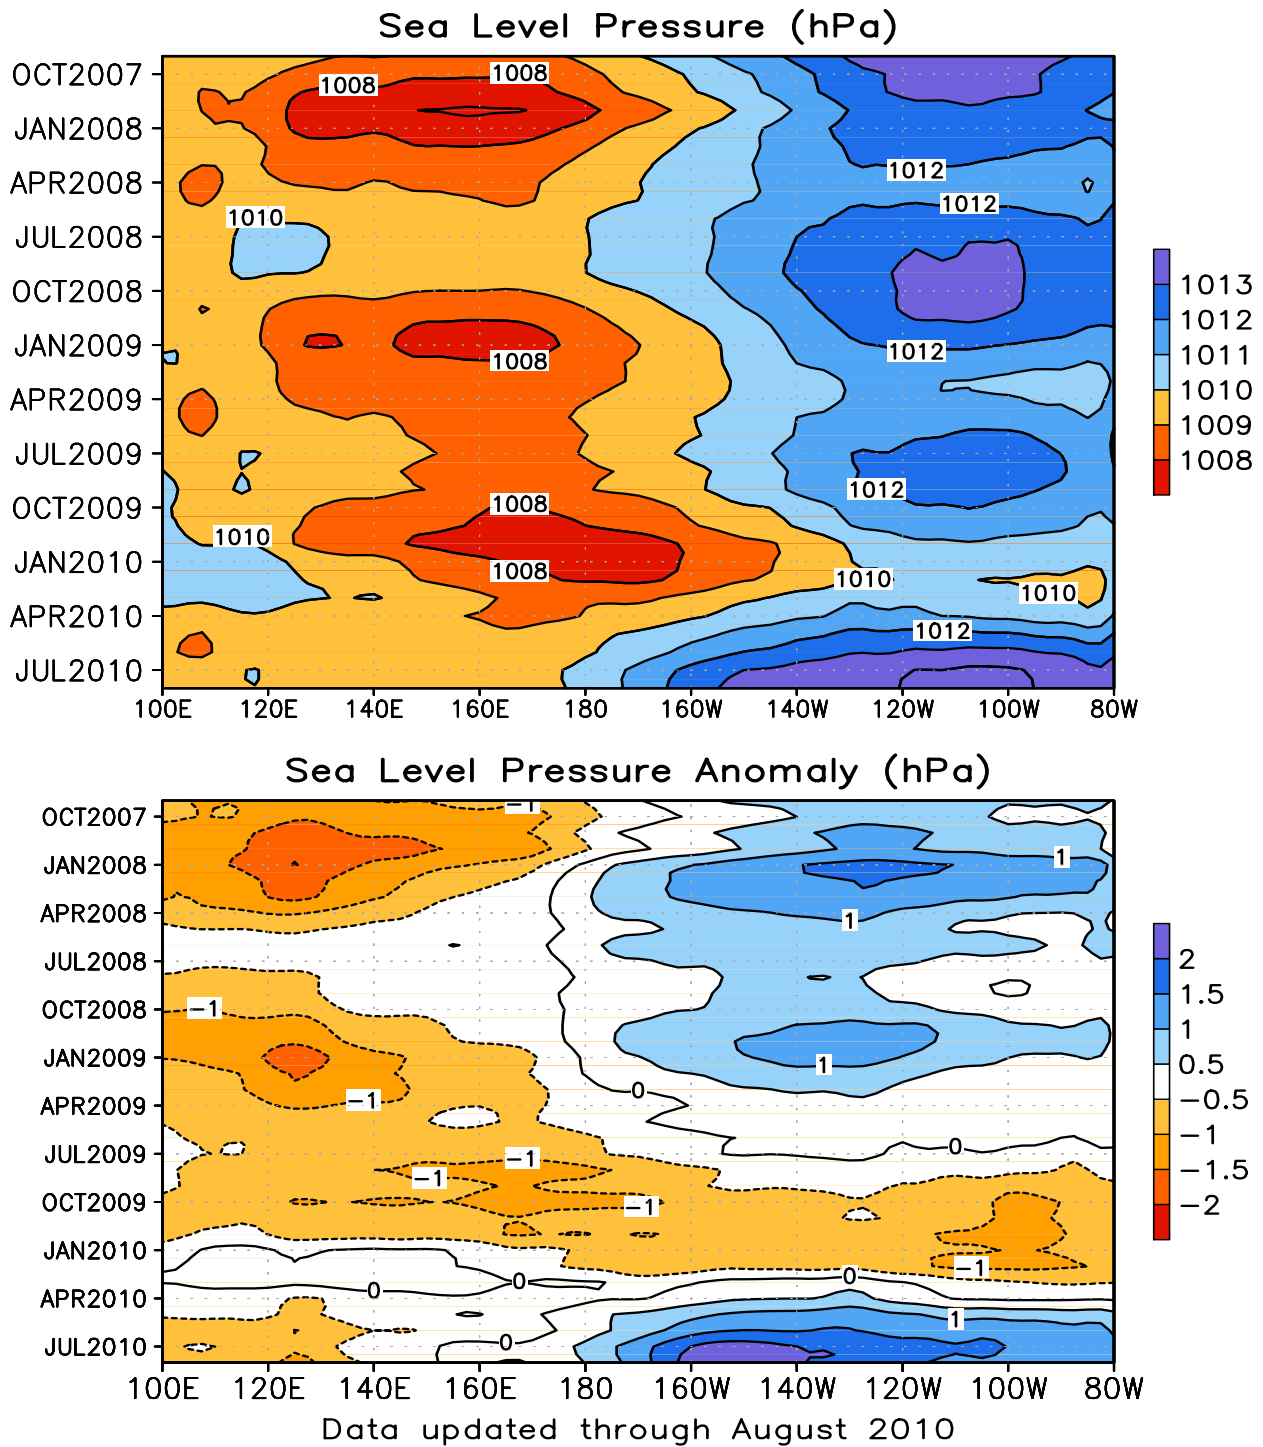 Sea Level Pressure (hPa)
OCT2007
JAN2008
APR2008
JUL2008
OCT2008
JAN2009
APR2009
JUL2009
OCT2009
JAN2010
APR2010
JUL2010
1008
1008
1012
1012
1010
1012
1008
1012
1008
1010
1008
1010
1010
1012
1013
1012
1011
1010
1009
1008
100E 120E 140E 160E 180 160W 140W 120W 100W 80W
Sea Level Pressure Anomaly (hPa)
OCT2007
JAN2008
APR2008
JUL2008
OCT2008
JAN2009
APR2009
JUL2009
OCT2009
JAN2010
APR2010
JUL2010
-1
1
1
-1
1
0
-1
0
-1
-1
-1
-1
0
0
0
1
0
2
1.5
1
0.5
-0.5
-1
-1.5
-2
100E 120E 140E 160E 180 160W 140W 120W 100W 80W
Data updated through August 2010